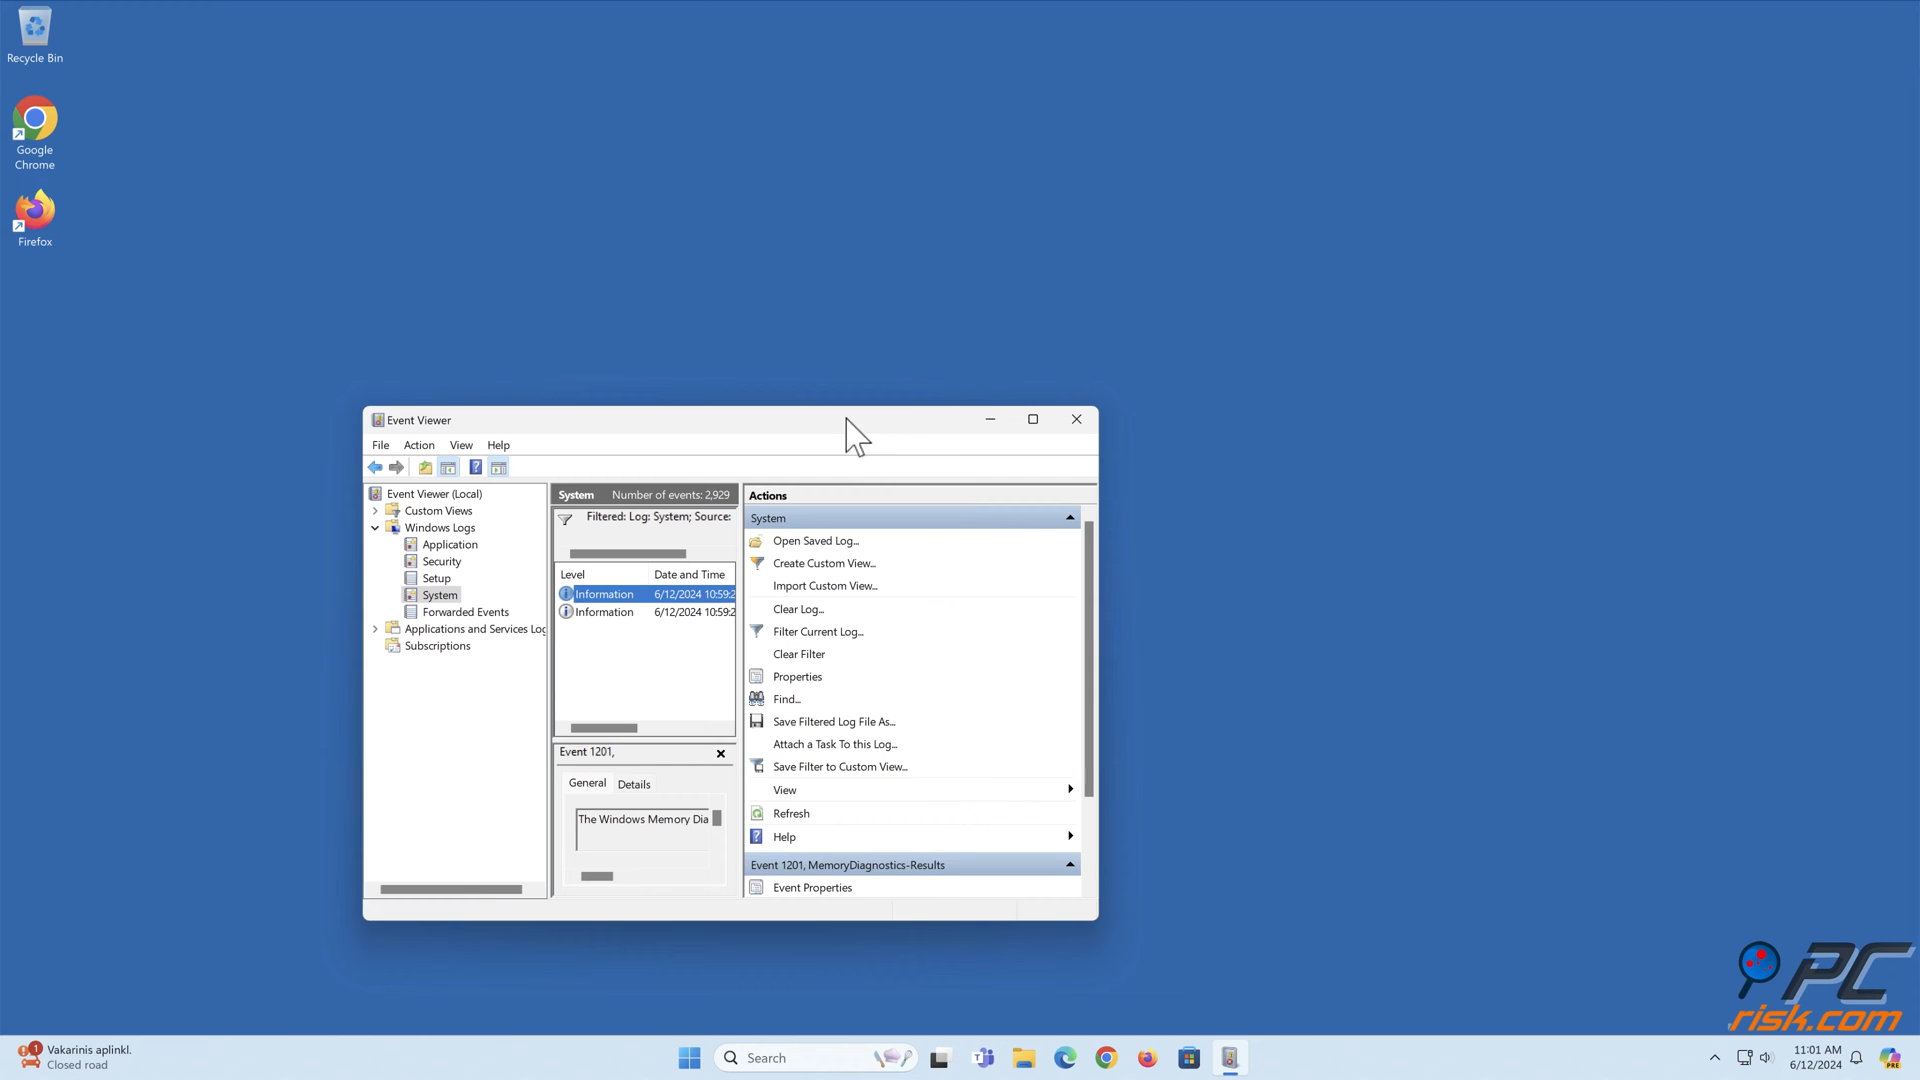 Recycle Bin
Google
Chrome
Firefox
Event Viewer
File Action View Help
Event Viewer (Local)
Custom Views
Windows Logs
Application
Security
Setup
System
Forwarded Events
Applications and Services Log
Subscriptions
System Number of events: 2,929
Filtered: Log: System; Source:
Level Date and Time
Information 6/12/2024 10:59:2
Information 6/12/2024 10:59:2
Event 1201,
General Details
The Windows Memory Dia
Actions
System
Open Saved Log...
Create Custom View...
Import Custom View...
Clear Log...
Filter Current Log...
Clear Filter
Properties
Find...
Save Filtered Log File As...
Attach a Task To this Log...
Save Filter to Custom View...
View
Refresh
Help
Event 1201, MemoryDiagnostics-Results
Event Properties
PC
risk.com
1
Vakarinis aplinkl.
Closed road
Search
11:01 AM
6/12/2024
PRE